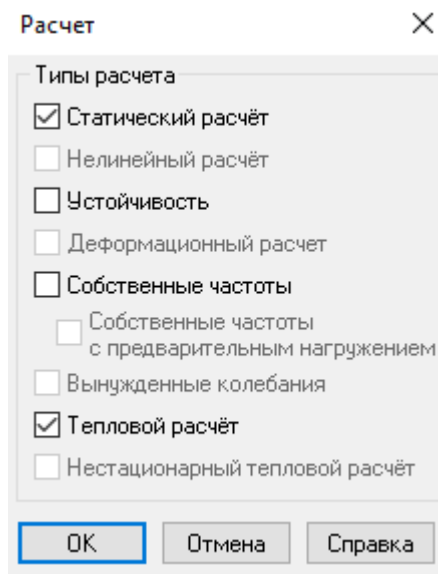 Расчет
Типы расчета
Статический расчёт
Нелинейный расчёт
Устойчивость
Деформационный расчет
Собственные частоты
Собственные частоты
с предварительным нагружением
Вынужденные колебания
Тепловой расчёт
Нестационарный тепловой расчёт
OK Отмена Справка